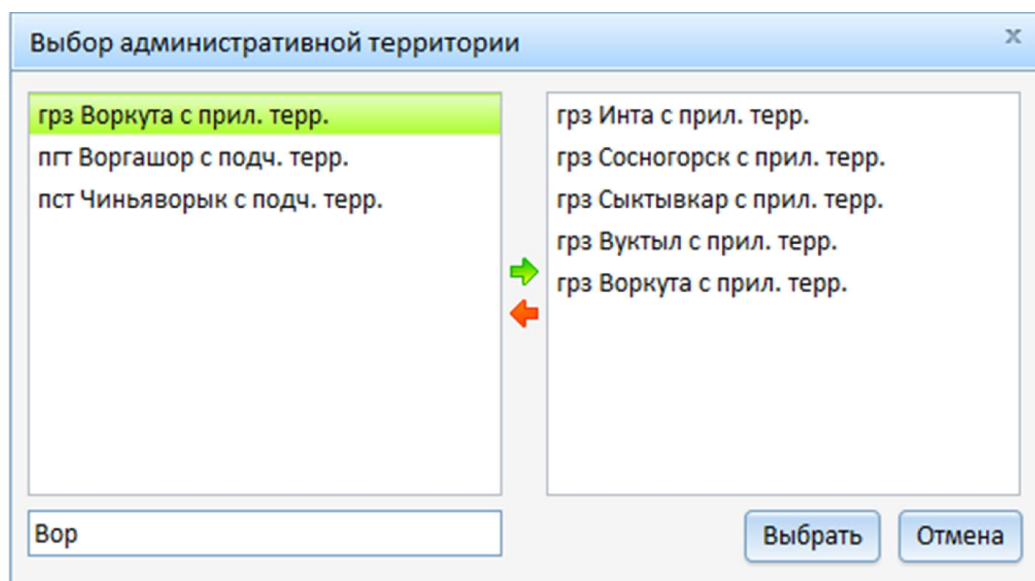 Выбор административной территории
x
грз Воркута с прил. терр.
пгт Воргашор с подч. терр.
пст Чиньяворык с подч. терр.
грз Инта с прил. терр.
грз Сосногорск с прил. терр.
грз Сыктывкар с прил. терр.
грз Вуктыл с прил. терр.
грз Воркута с прил. терр.
Вор
Выбрать
Отмена